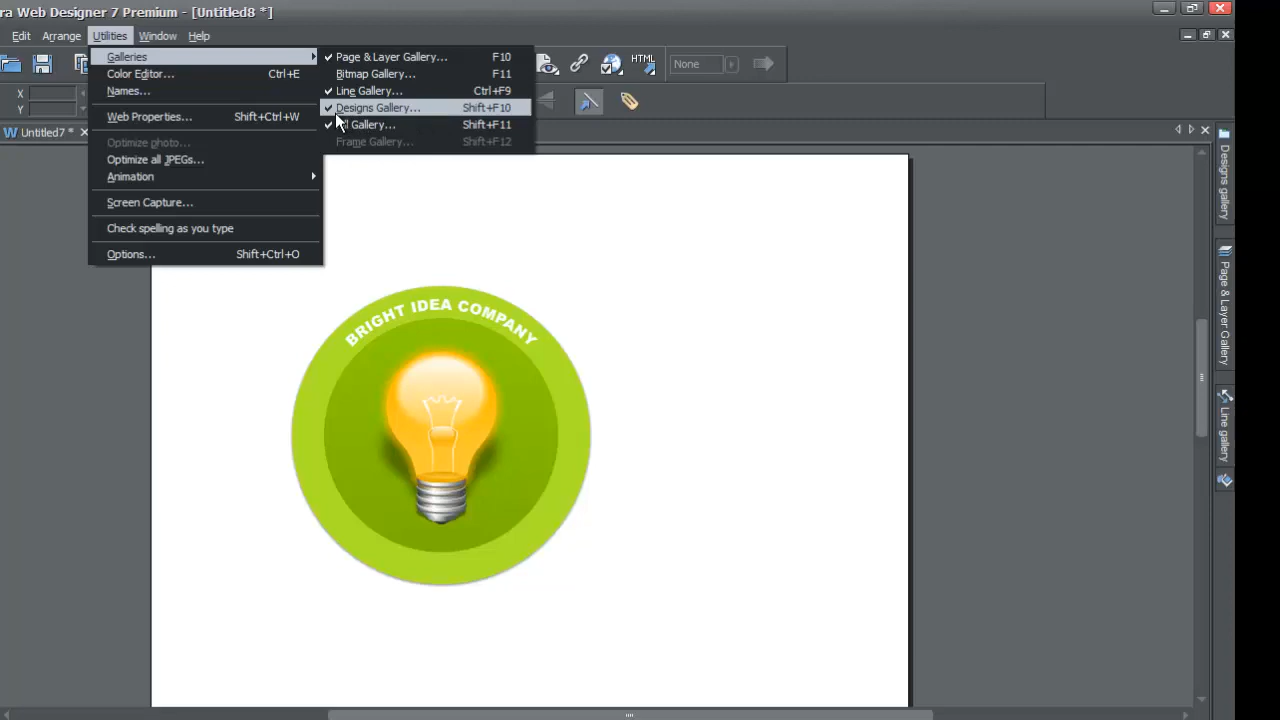 ra Web Designer 7 Premium - [Untitled8 *]
Edit Arrange Utilities Window Help
Galleries
Color Editor... Ctrl+E
Names...
Web Properties... Shift+Ctrl+W
Optimize photo...
Optimize all JPEGs...
Animation
Screen Capture...
Check spelling as you type
Options... Shift+Ctrl+O
Page & Layer Gallery... F10
Bitmap Gallery... F11
Line Gallery... Ctrl+F9
Designs Gallery... Shift+F10
Gallery... Shift+F11
Frame Gallery... Shift+F12
HTML
None
X
Y
W Untitled7 *
Designs gallery
Page & Layer Gallery
Line gallery
BRIGHT IDEA COMPANY